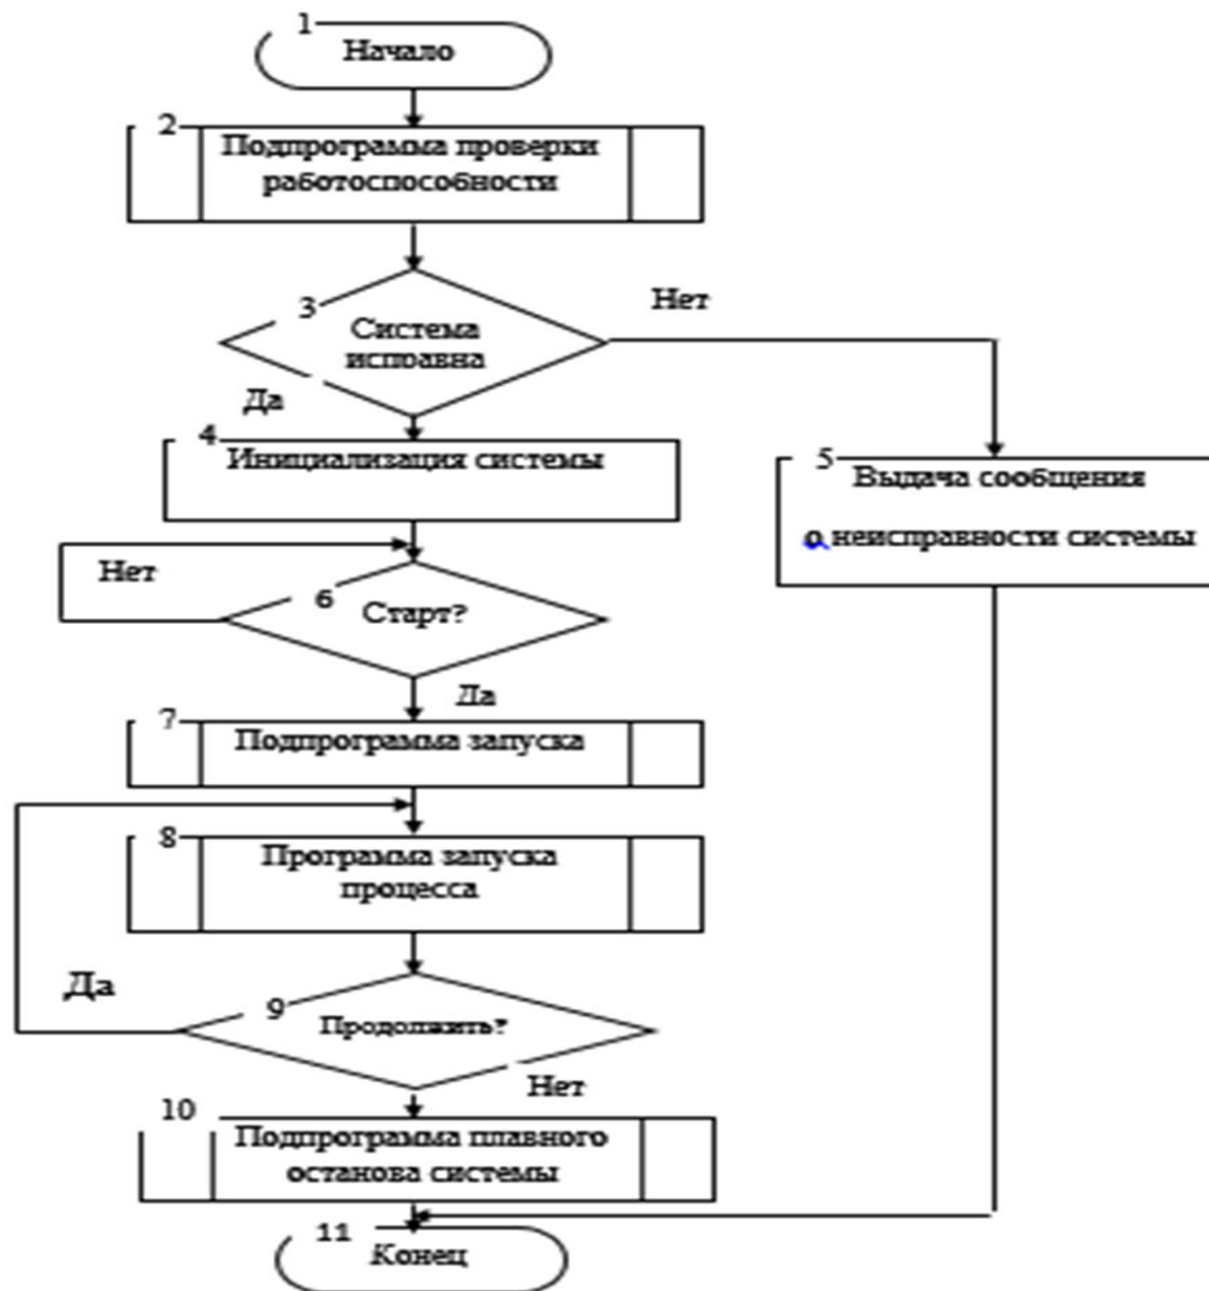 1
Начало
2
Подпрограмма проверки
работоспособности
3
Система
испоавна
Нет
Да
4
Инициализация системы
5
Выдача сообщения
о неисправности системы
Нет
6
Старт?
Да
7
Подпрограмма запуска
8
Программа запуска
процесса
Да
9
Продолжить?
Нет
10
Подпрограмма плавного
останова системы
11
Конец